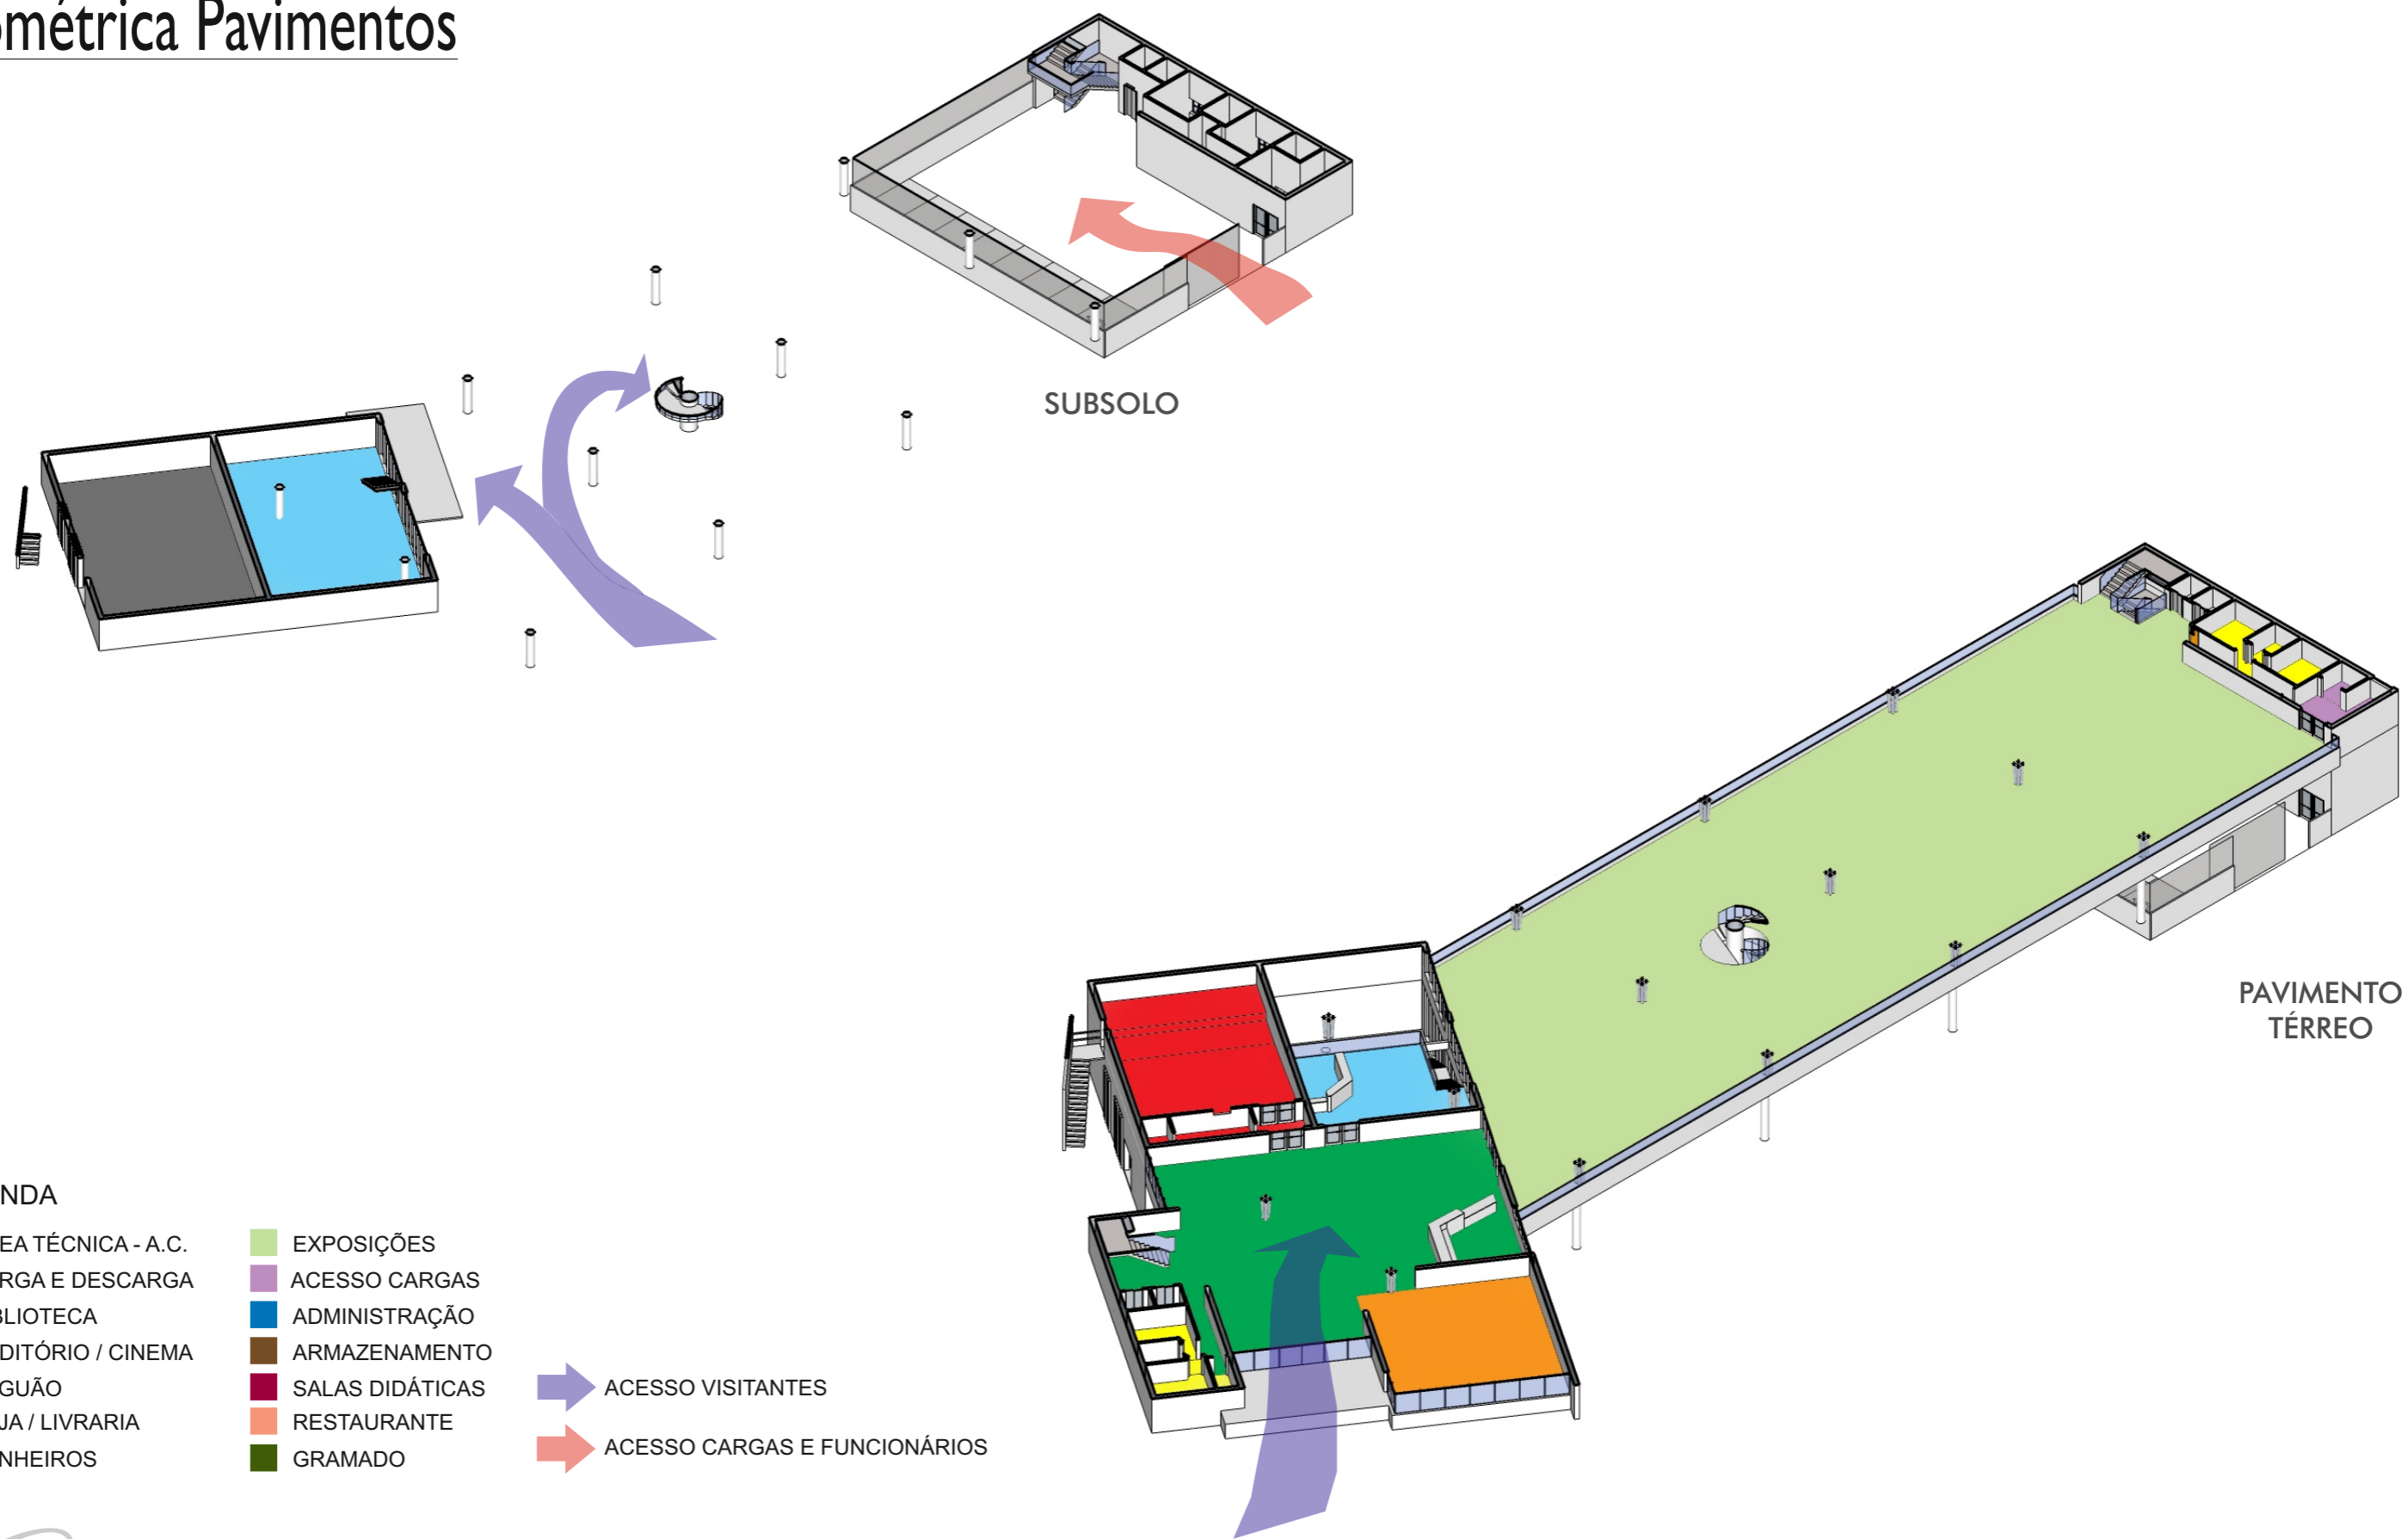 ométrica Pavimentos
SUBSOLO
PAVIMENTO
TÉRREO
NDA
EA TÉCNICA - A.C.
RGA E DESCARGA
BLIOTECA
DITÓRIO / CINEMA
GUÃO
JA / LIVRARIA
NHEIROS
EXPOSIÇÕES
ACESSO CARGAS
ADMINISTRAÇÃO
ARMAZENAMENTO
SALAS DIDÁTICAS
RESTAURANTE
GRAMADO
ACESSO VISITANTES
ACESSO CARGAS E FUNCIONÁRIOS